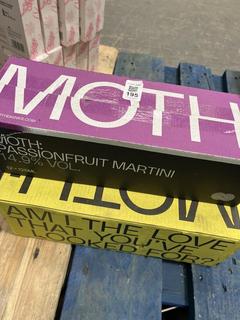 MOTH
195
MOTH:
PASSIONFRUIT MARTINI
14.9% VOL.
MOTH
AM I THE LOVE
THAT YOU'VE
LOOKED FOR?